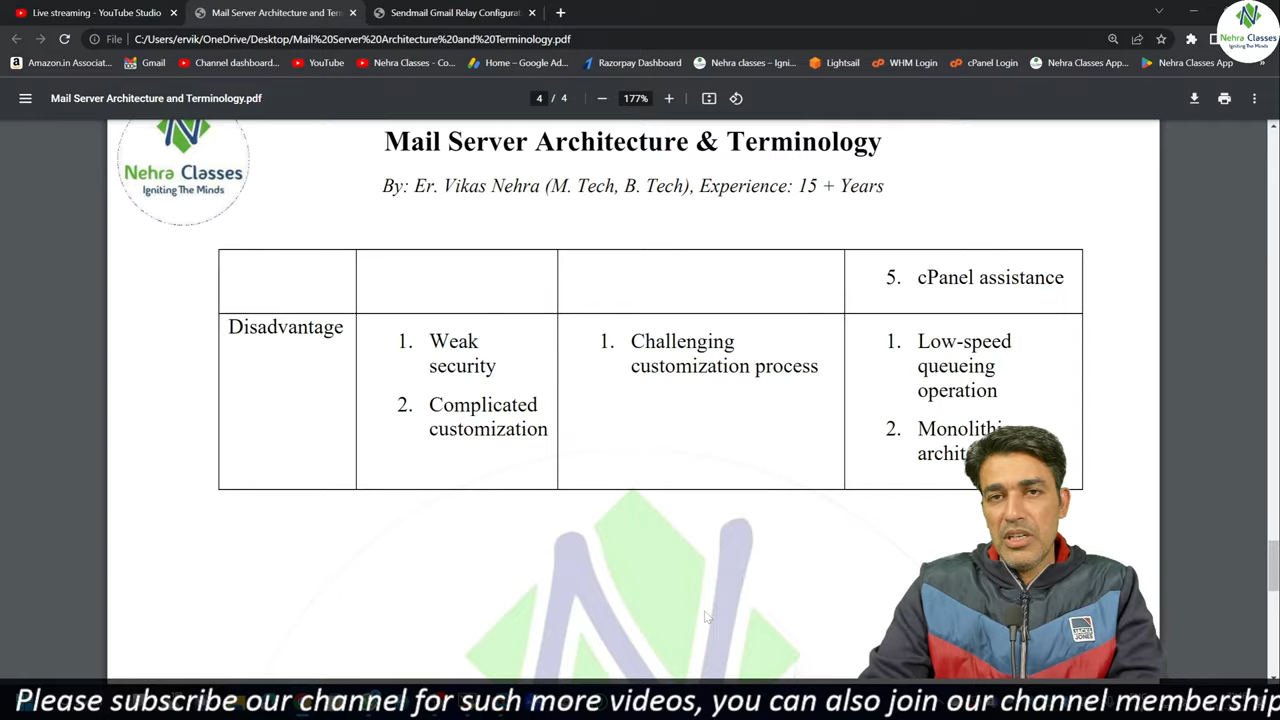 Live streaming - YouTube Studio
Mail Server Architecture and Ter
Sendmail Gmail Relay Configurat
File
C:/Users/ervik/OneDrive/Desktop/Mail%20Server%20Architecture%20and%20Terminology.pdf
Amazon.in Associat...
Gmail
Channel dashboard...
YouTube
Nehra Classes - Co...
Home - Google Ad...
Razorpay Dashboard
Nehra classes – Igni...
Lightsail
WHM Login
cPanel Login
Nehra Classes App...
Nehra Classes App
Nehra Classes
Igniting The Minds
Mail Server Architecture and Terminology.pdf
4 / 4
177%
Nehra Classes
Igniting The Minds
Mail Server Architecture & Terminology
By: Er. Vikas Nehra (M. Tech, B. Tech), Experience: 15 + Years
5. cPanel assistance
Disadvantage
1. Weak
security
2. Complicated
customization
1. Challenging
customization process
1. Low-speed
queueing
operation
2. Monolithi
archit
Please subscribe our channel for such more videos, you can also join our channel membership